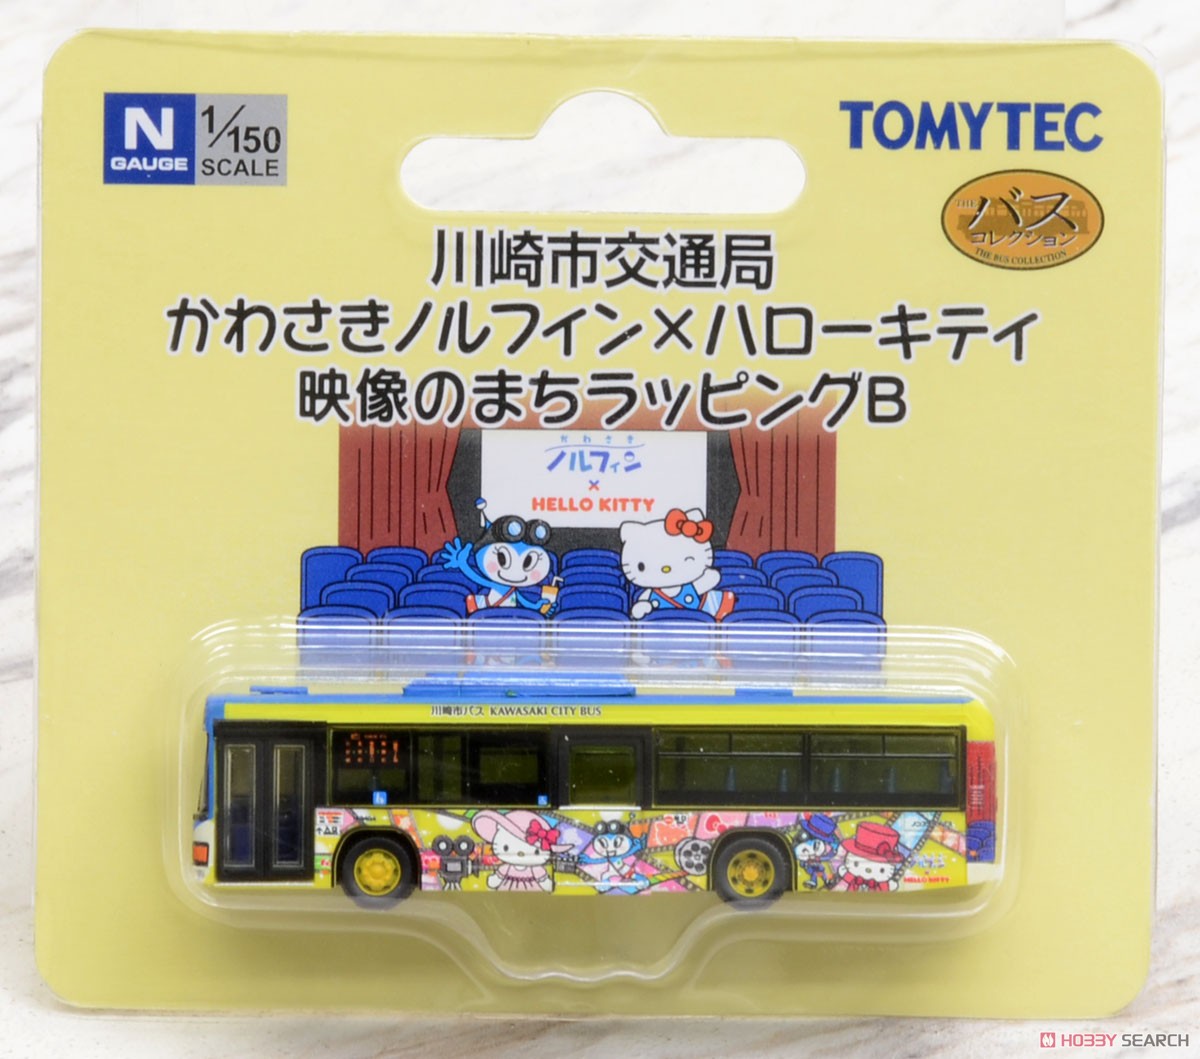 N
GAUGE
1/150
SCALE
TOMYTEC
THE
バス
コレクション
THE BUS COLLECTION
川崎市交通局
かわさきノルフィン×ハローキティ
映像のまちラッピングB
かわさき
ノルフィン
×
HELLO KITTY
川崎市バス KAWASAKI CITY BUS
HELLO KITTY
HOBBY SEARCH